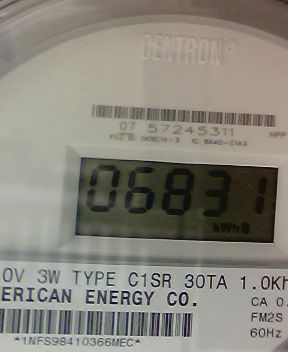 CENTRON®
07 57245311
HPP
06831
kWh
0V 3W TYPE C1SR 30TA 1.0Kh
ERICAN ENERGY CO.
CA 0.
FM2S
60Hz
*1NFS98410366MEC*